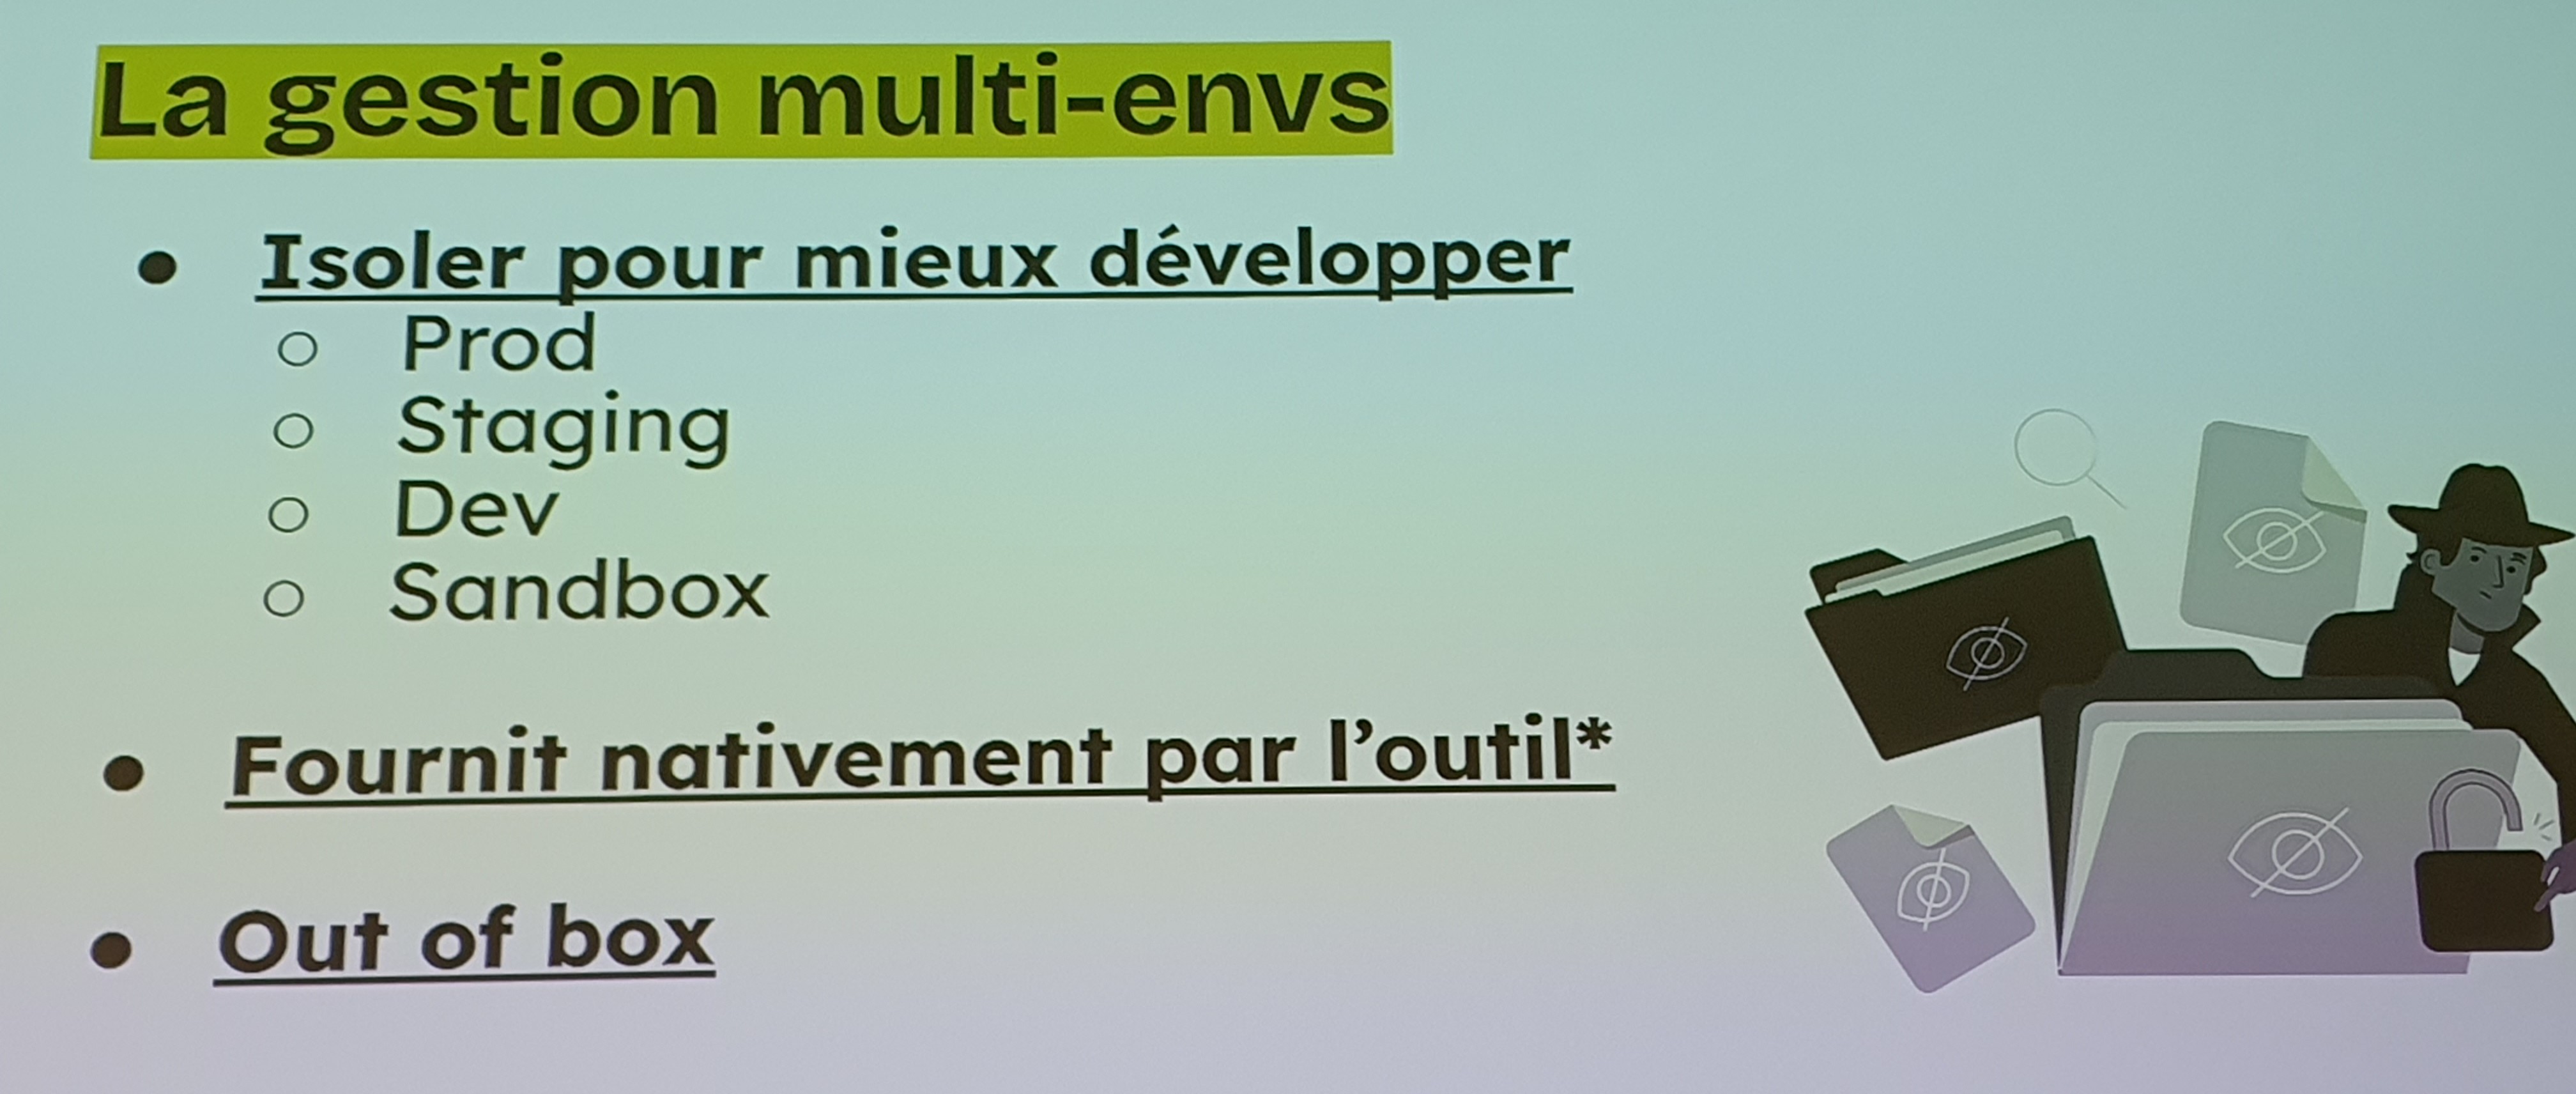 La gestion multi-envs
● Isoler pour mieux développer
○ Prod
○ Staging
○ Dev
○ Sandbox
● Fournit nativement par l’outil*
● Out of box